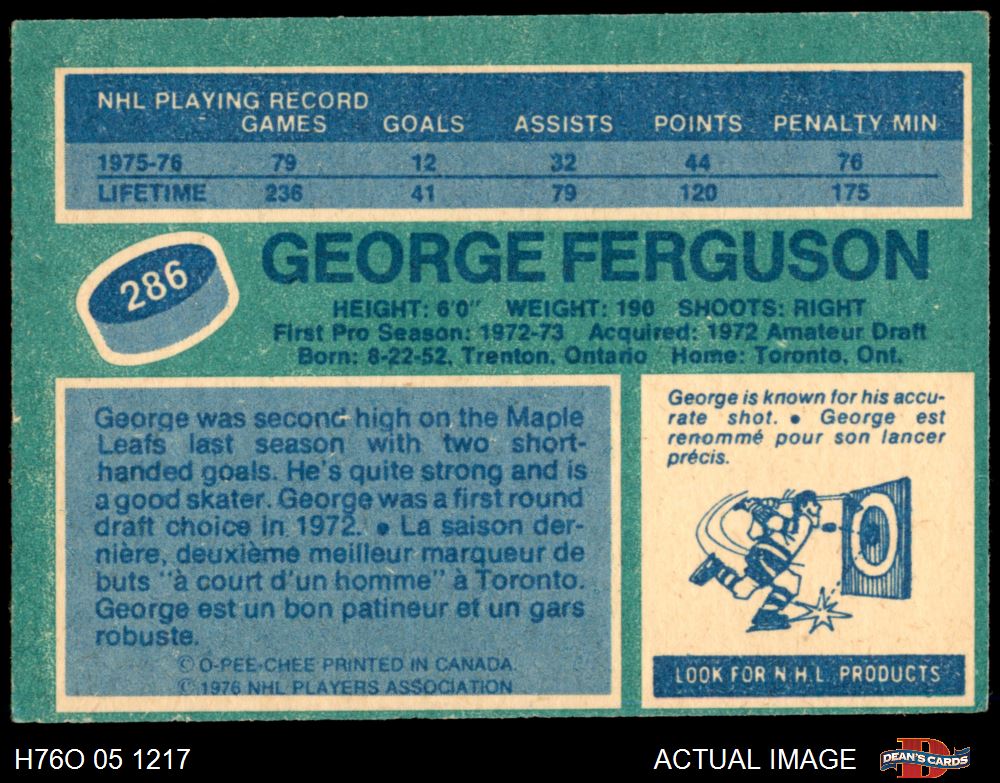 NHL PLAYING RECORD
GAMES GOALS ASSISTS POINTS PENALTY MIN
1975-76 79 12 32 44 76
LIFETIME 236 41 79 120 175
286
GEORGE FERGUSON
HEIGHT: 6'0" WEIGHT: 190 SHOOTS: RIGHT
First Pro Season: 1972-73 Acquired: 1972 Amateur Draft
Born: 8-22-52, Trenton, Ontario Home: Toronto, Ont.
George was second high on the Maple
Leafs last season with two short-
handed goals. He's quite strong and is
a good skater. George was a first round
draft choice in 1972. • La saison der-
nière, deuxième meilleur marqueur de
buts "à court d'un homme" à Toronto.
George est un bon patineur et un gars
robuste.
© O-PEE-CHEE PRINTED IN CANADA.
© 1976 NHL PLAYERS ASSOCIATION
George is known for his accu-
rate shot. • George est
renommé pour son lancer
précis.
LOOK FOR N.H.L. PRODUCTS
H76O 05 1217
ACTUAL IMAGE
DEAN'S CARDS